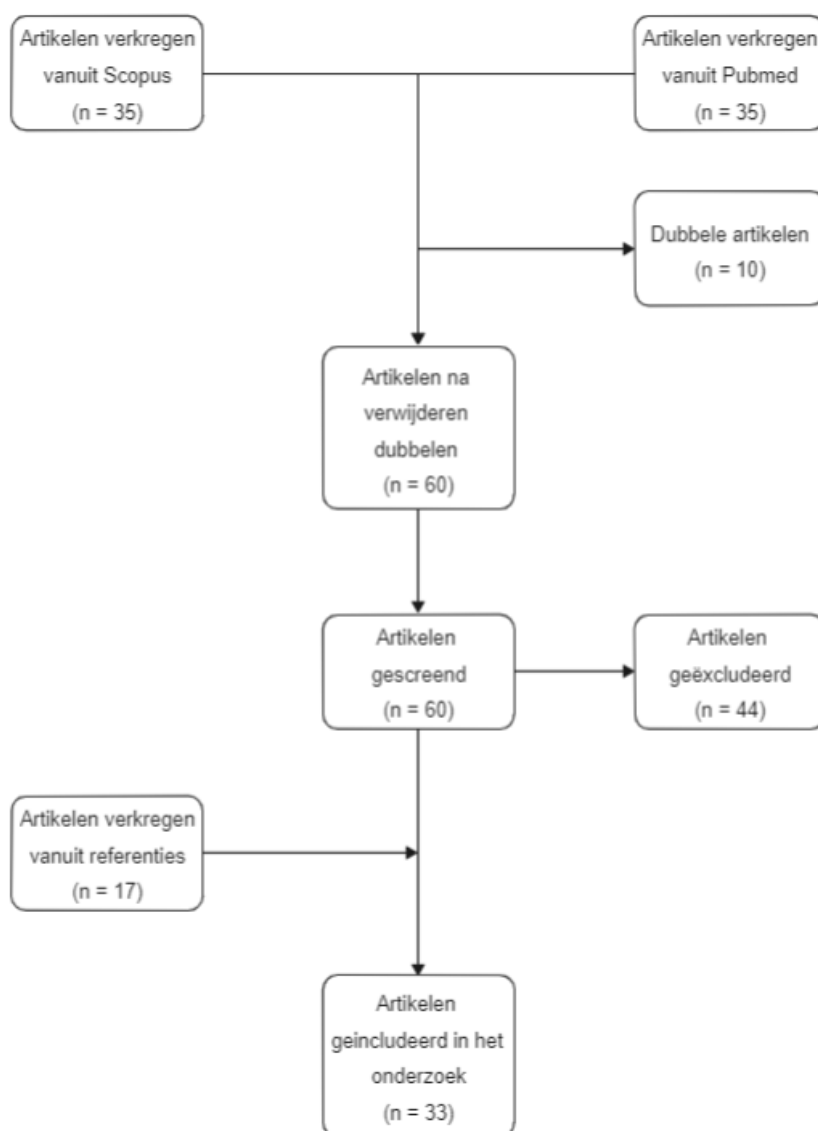 Artikelen verkregen
vanuit Scopus
(n = 35)
Artikelen verkregen
vanuit Pubmed
(n = 35)
Dubbele artikelen
(n = 10)
Artikelen na
verwijderen
dubbelen
(n = 60)
Artikelen
gescreend
(n = 60)
Artikelen
geëxcludeerd
(n = 44)
Artikelen verkregen
vanuit referenties
(n = 17)
Artikelen
geincludeerd in het
onderzoek
(n = 33)